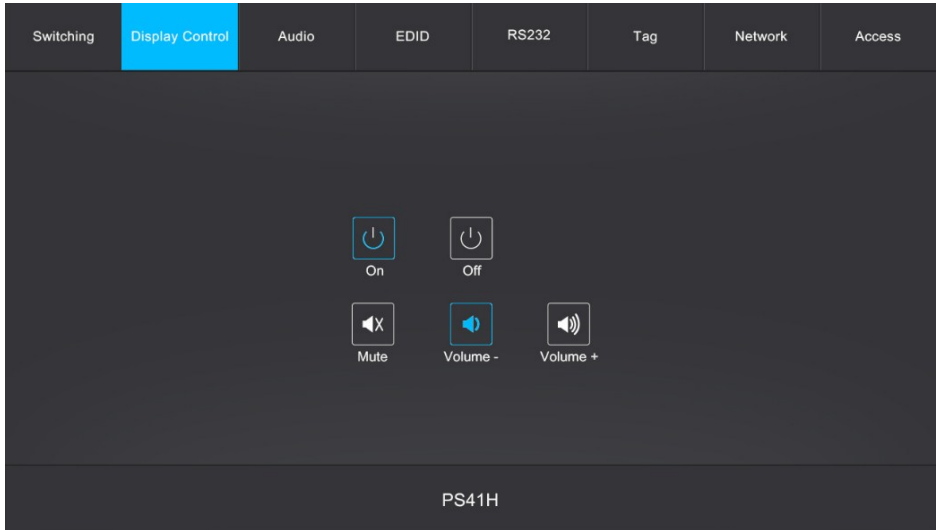 Switching Display Control Audio EDID RS232 Tag Network Access
On Off
Mute Volume - Volume +
PS41H